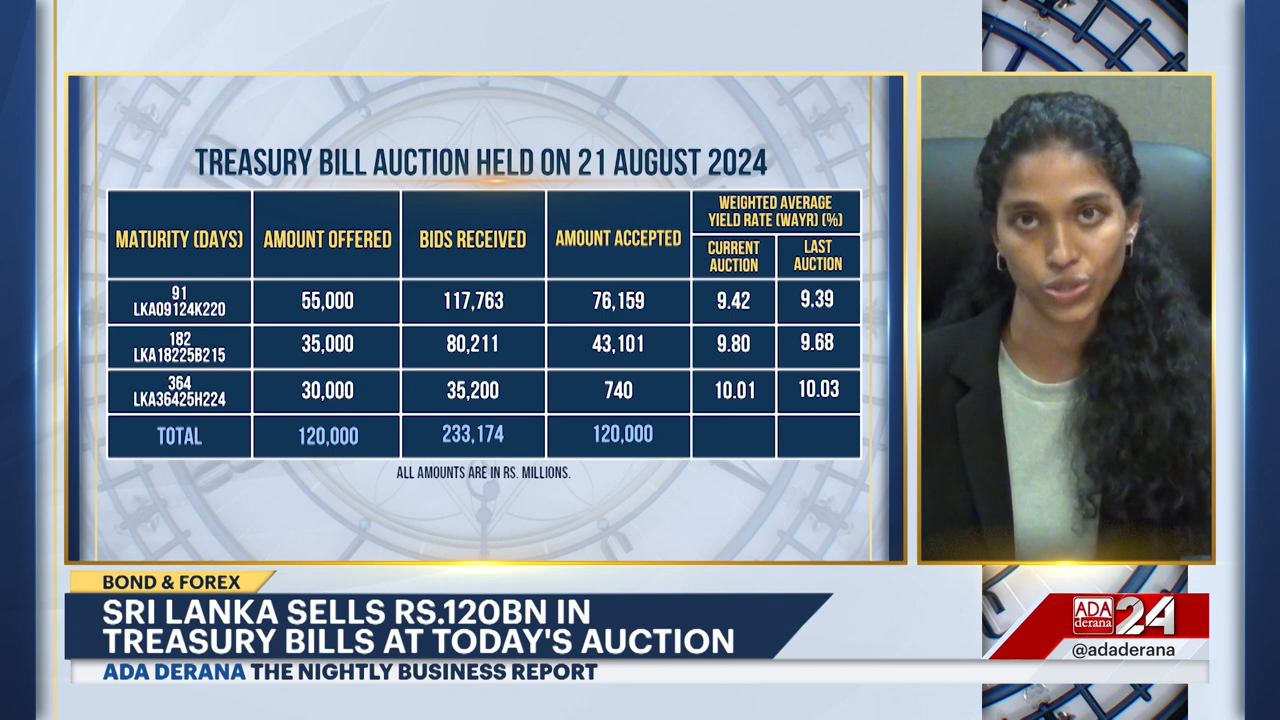 TREASURY BILL AUCTION HELD ON 21 AUGUST 2024
MATURITY (DAYS)
AMOUNT OFFERED
BIDS RECEIVED
AMOUNT ACCEPTED
WEIGHTED AVERAGE
YIELD RATE (WAYR) (%)
CURRENT
AUCTION
LAST
AUCTION
91
LKA09124K220
55,000
117,763
76,159
9.42
9.39
182
LKA18225B215
35,000
80,211
43,101
9.80
9.68
364
LKA36425H224
30,000
35,200
740
10.01
10.03
TOTAL
120,000
233,174
120,000
ALL AMOUNTS ARE IN RS. MILLIONS.
BOND & FOREX
SRI LANKA SELLS RS.120BN IN
TREASURY BILLS AT TODAY'S AUCTION
ADA DERANA THE NIGHTLY BUSINESS REPORT
ADA
derana
24
@adaderana